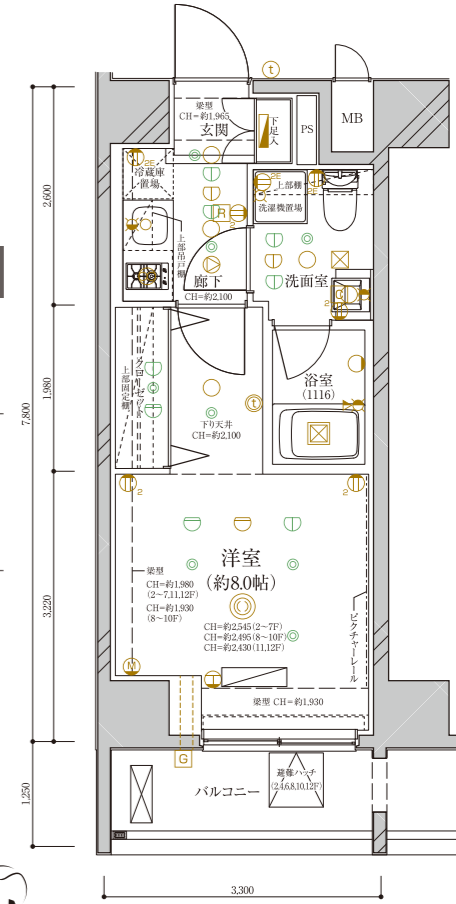 t
梁型
CH=約1,965
玄関
下足入
PS
MB
2E
冷蔵庫
置場
2E
上部棚
2E
洗濯機置場
R
2
上部吊戸棚
廊下
CH=約2,100
洗面室
2,600
クローゼット
上部固定棚
下り天井
CH=約2,100
t
浴室
(1116)
1,980
7,800
2
2
洋室
(約8.0帖)
梁型
CH=約1,980
(2〜7,11,12F)
CH=約1,930
(8〜10F)
CH=約2,545(2〜7F)
CH=約2,495(8〜10F)
CH=約2,430(11,12F)
ピクチャーレール
3,220
M
梁型 CH=約1,930
G
バルコニー
避難ハッチ
(2,4,6,8,10,12F)
1,250
3,300